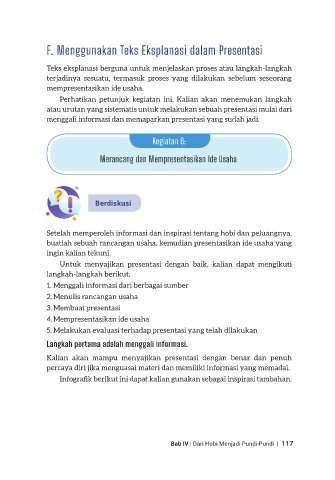 F. Menggunakan Teks Eksplanasi dalam Presentasi
Teks eksplanasi berguna untuk menjelaskan proses atau langkah-langkah
terjadinya sesuatu, termasuk proses yang dilakukan sebelum seseorang
mempresentasikan ide usaha.
Perhatikan petunjuk kegiatan ini. Kalian akan menemukan langkah
atau urutan yang sistematis untuk melakukan sebuah presentasi mulai dari
menggali informasi dan memaparkan presentasi yang sudah jadi.
Kegiatan 6:
Merancang dan Mempresentasikan Ide Usaha
Berdiskusi
Setelah memperoleh informasi dan inspirasi tentang hobi dan peluangnya,
buatlah sebuah rancangan usaha, kemudian presentasikan ide usaha yang
ingin kalian tekuni.
Untuk menyajikan presentasi dengan baik, kalian dapat mengikuti
langkah-langkah berikut.
1. Menggali informasi dari berbagai sumber
2. Menulis rancangan usaha
3. Membuat presentasi
4. Mempresentasikan ide usaha
5. Melakukan evaluasi terhadap presentasi yang telah dilakukan
Langkah pertama adalah menggali informasi.
Kalian akan mampu menyajikan presentasi dengan benar dan penuh
percaya diri jika menguasai materi dan memiliki informasi yang memadai.
Infografik berikut ini dapat kalian gunakan sebagai inspirasi tambahan.
Bab IV | Dari Hobi Menjadi Pundi-Pundi | 117